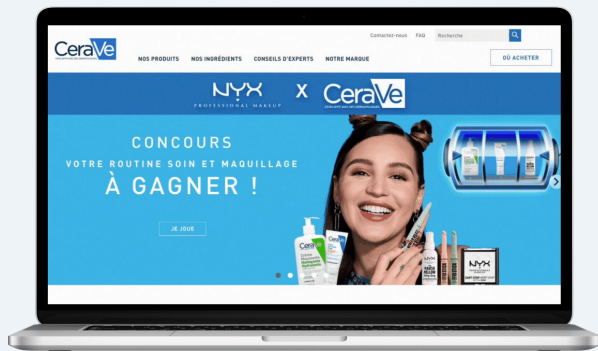 Contactez-nous FAQ Recherche
CeraVe
NOS PRODUITS NOS INGRÉDIENTS CONSEILS D'EXPERTS NOTRE MARQUE
OÙ ACHETER
NYX X CeraVe
PROFESSIONAL MAKEUP
CONCOURS
VOTRE ROUTINE SOIN ET MAQUILLAGE
À GAGNER !
JE JOUE
CeraVe
NYX